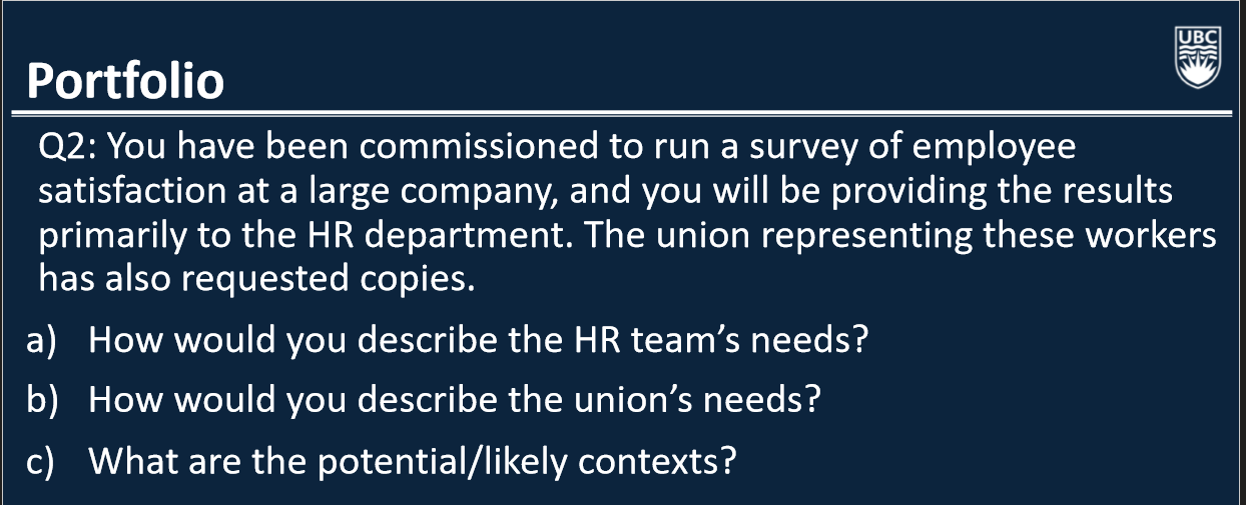 UBC
Portfolio
Q2: You have been commissioned to run a survey of employee
satisfaction at a large company, and you will be providing the results
primarily to the HR department. The union representing these workers
has also requested copies.
a) How would you describe the HR team’s needs?
b) How would you describe the union’s needs?
c) What are the potential/likely contexts?